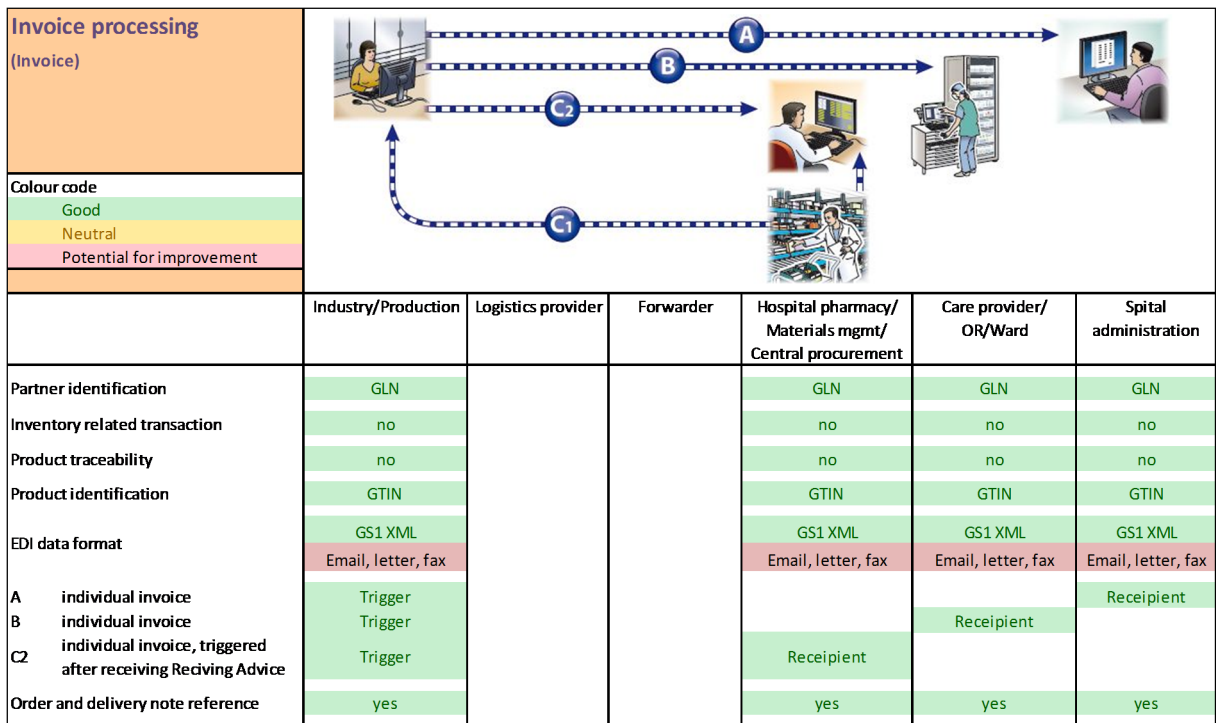 Invoice processing
(Invoice)
A
B
C2
C1
Colour code
Good
Neutral
Potential for improvement
Industry/Production Logistics provider Forwarder Hospital pharmacy/ Care provider/ Spital
Materials mgmt/ OR/Ward administration
Central procurement
Partner identification GLN GLN GLN GLN
Inventory related transaction no no no no
Product traceability no no no no
Product identification GTIN GTIN GTIN GTIN
EDI data format GS1 XML GS1 XML GS1 XML GS1 XML
Email, letter, fax Email, letter, fax Email, letter, fax Email, letter, fax
A individual invoice Trigger Receipient
B individual invoice Trigger Receipient
C2 individual invoice, triggered Trigger Receipient
after receiving Reciving Advice
Order and delivery note reference yes yes yes yes